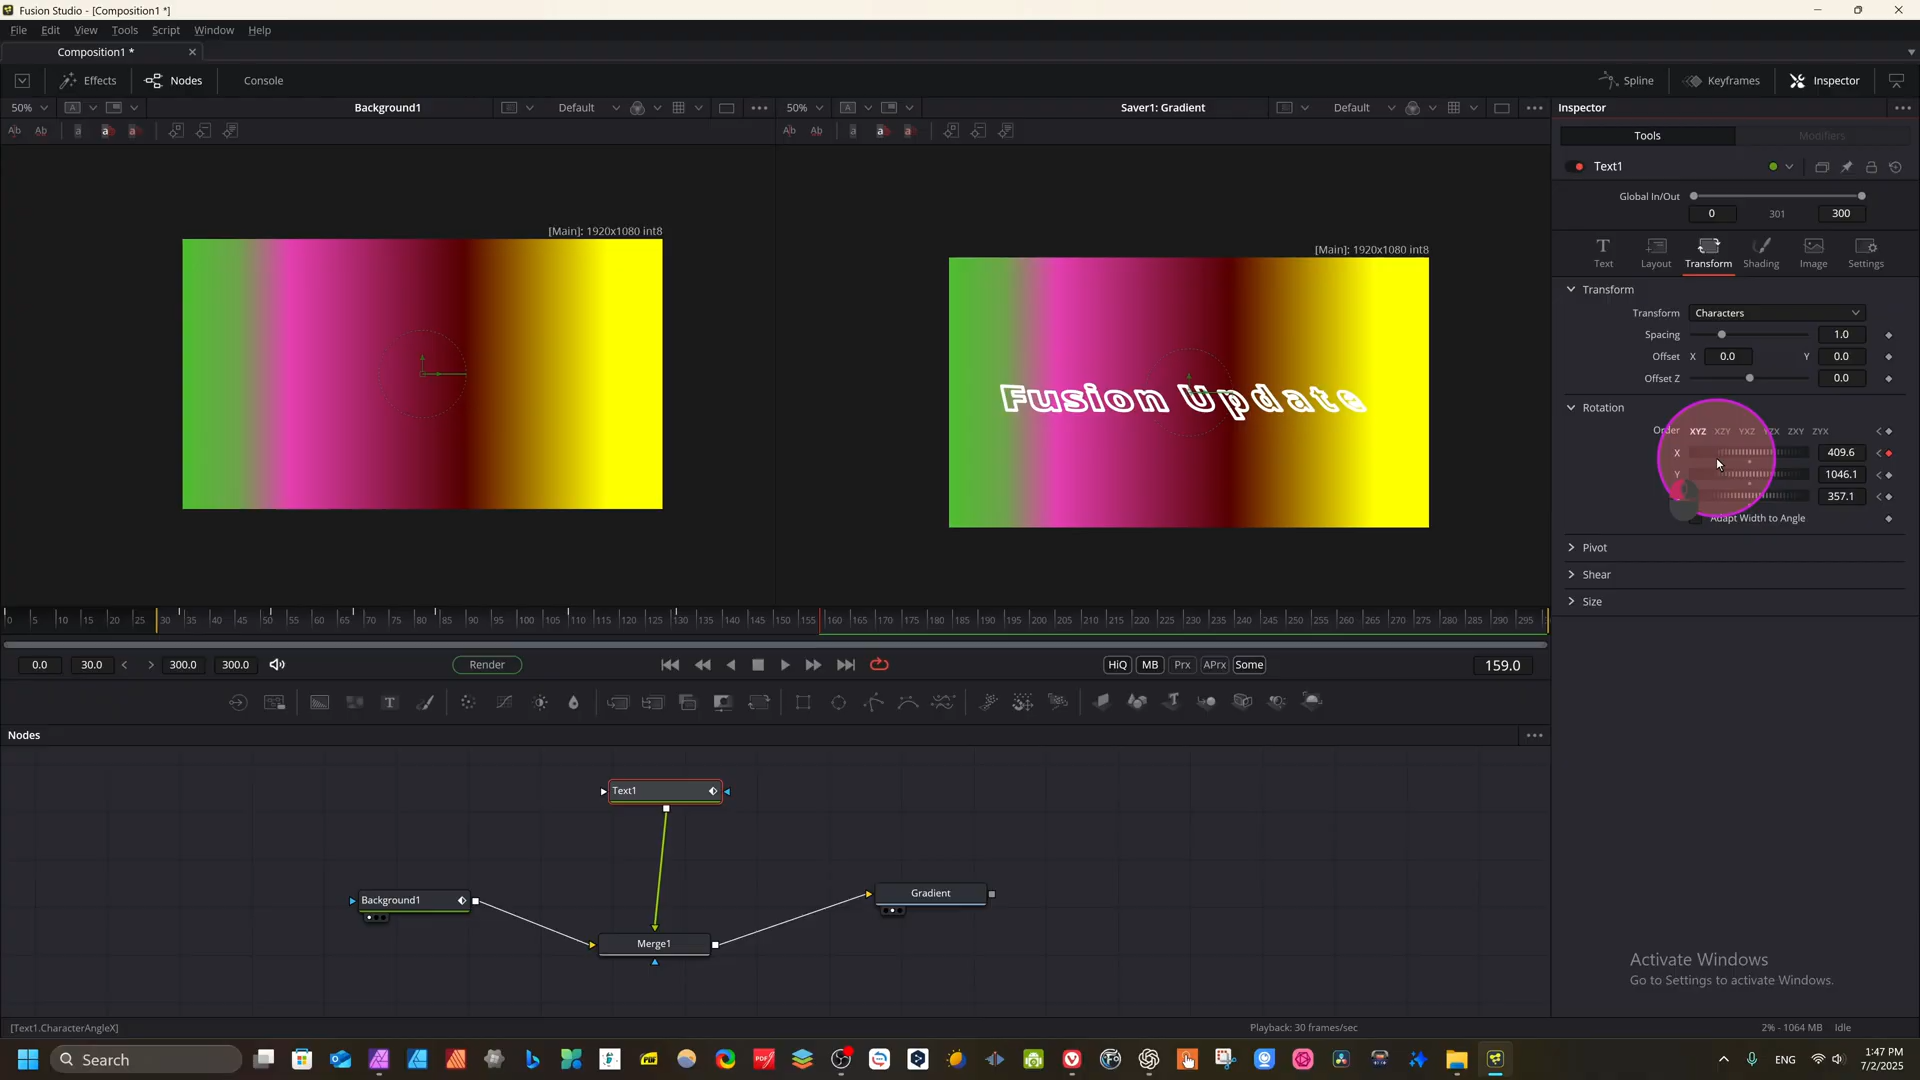 Fusion Studio - [Composition1 *]
File Edit View Tools Script Window Help
Composition1 *
Effects Nodes Console Spline Keyframes Inspector
50% Background1 Default 50% Saver1: Gradient Default Inspector
Tools Modifiers
Text1
Global In/Out
0 301 300
Text Layout Transform Shading Image Settings
[Main]: 1920x1080 int8 [Main]: 1920x1080 int8
Fusion Update
Transform
Transform Characters
Spacing 1.0
Offset X 0.0 Y 0.0
Offset Z 0.0
Rotation
Order XYZ XZY YXZ YZX ZXY ZYX
X 409.6
Y 1046.1
357.1
Adapt Width to Angle
Pivot
Shear
Size
0 5 10 15 20 25 30 35 40 45 50 55 60 65 70 75 80 85 90 95 100 105 110 115 120 125 130 135 140 145 150 155 160 165 170 175 180 185 190 195 200 205 210 215 220 225 230 235 240 245 250 255 260 265 270 275 280 285 290 295
0.0 30.0 300.0 300.0 Render HiQ MB Prx APrx Some 159.0
Nodes
Text1
Background1
Gradient
Merge1
Activate Windows
Go to Settings to activate Windows.
[Text1.CharacterAngleX] Playback: 30 frames/sec 2% - 1064 MB Idle
Search ENG 1:47 PM
7/2/2025